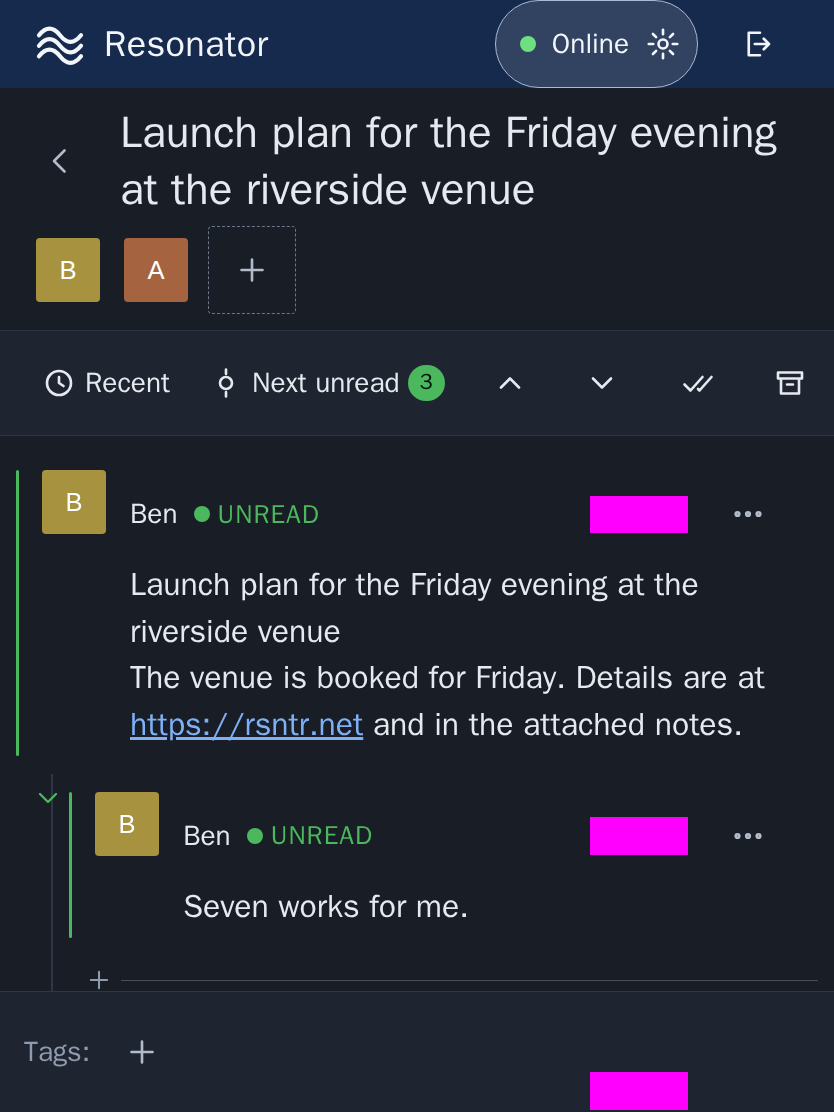 Resonator
Online
Launch plan for the Friday evening
at the riverside venue
B
A
Recent
Next unread 3
B
Ben
UNREAD
Launch plan for the Friday evening at the
riverside venue
The venue is booked for Friday. Details are at
https://rsntr.net and in the attached notes.
B
Ben
UNREAD
Seven works for me.
Tags: